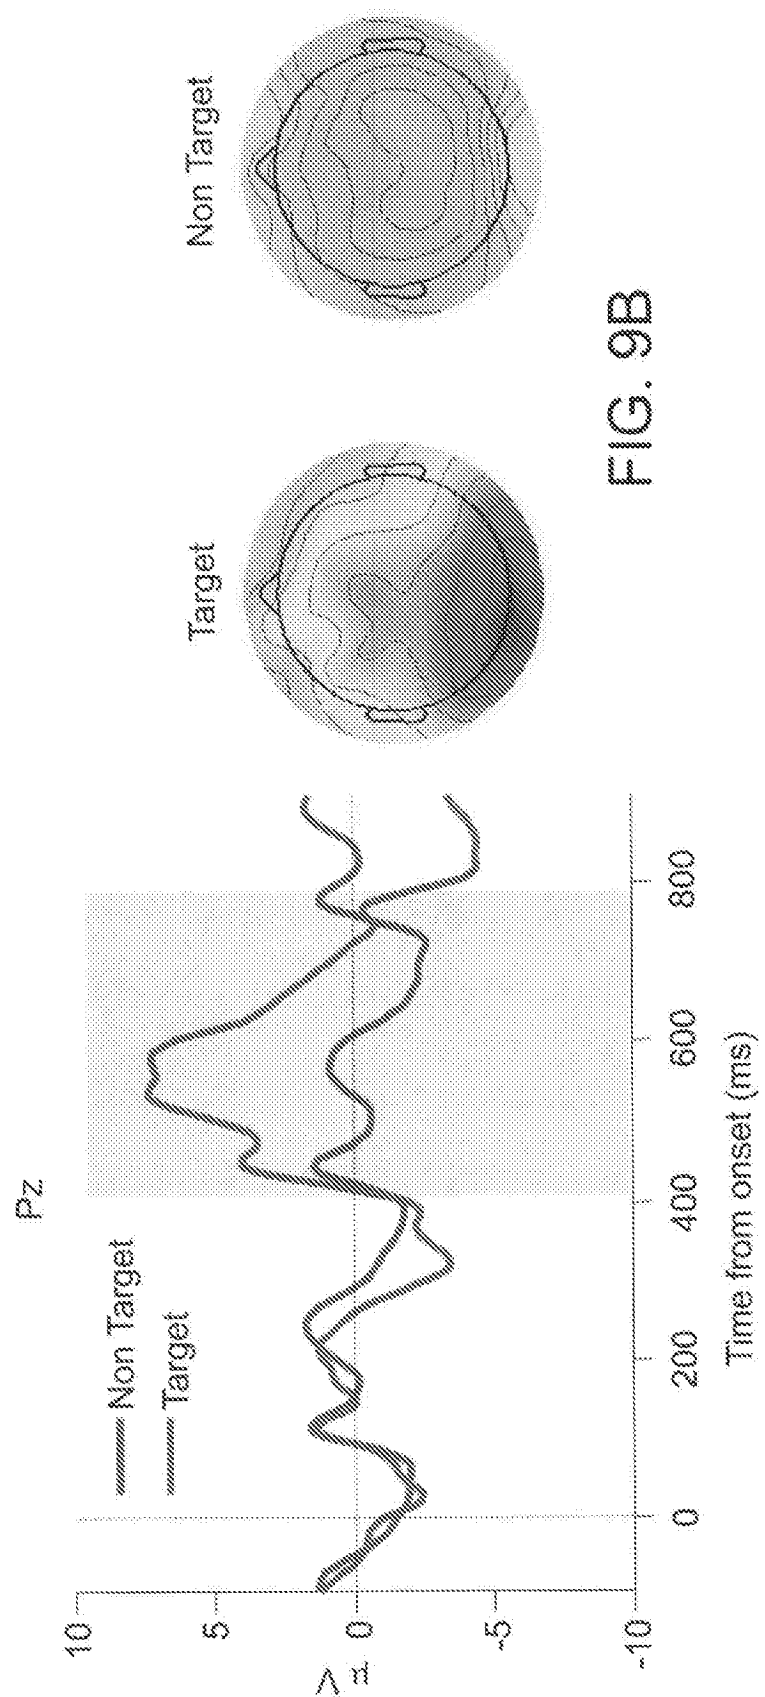 Pz
Non Target
Target
10
5
0
-5
-10
μV
0
200
400
600
800
Time from onset (ms)
Target
Non Target
FIG. 9B